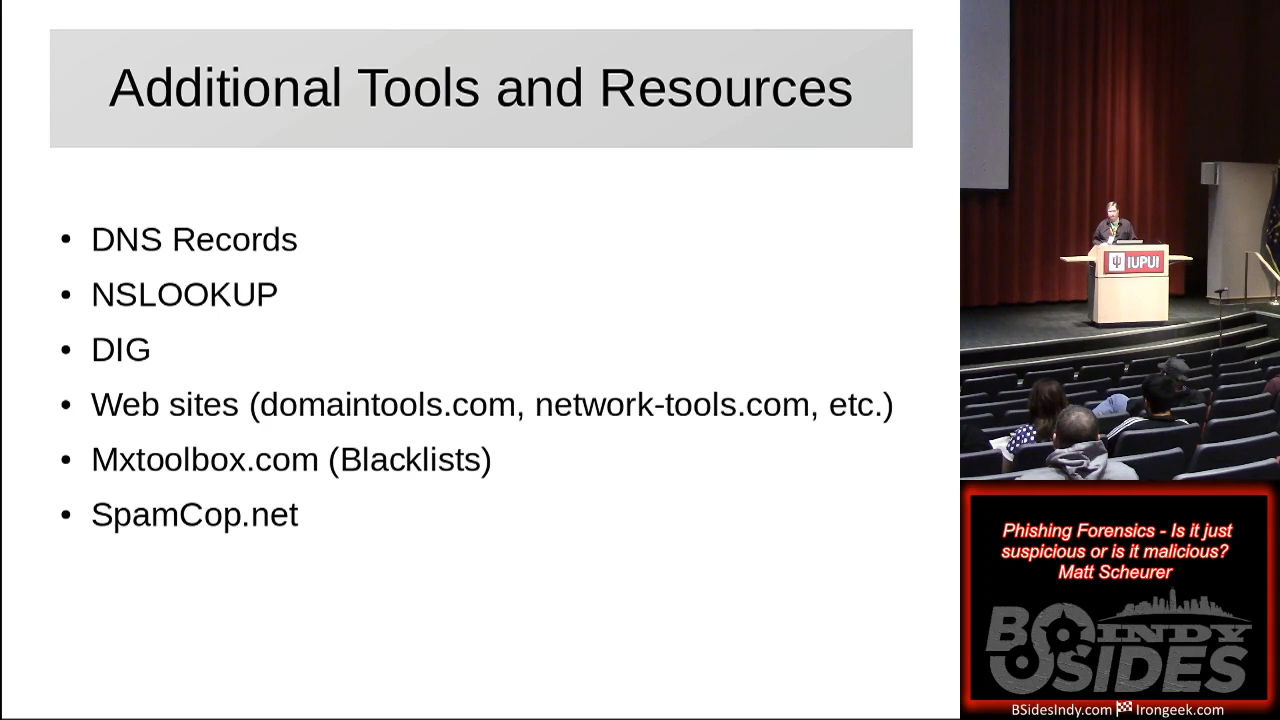 Additional Tools and Resources
• DNS Records
• NSLOOKUP
• DIG
• Web sites (domaintools.com, network-tools.com, etc.)
• Mxtoolbox.com (Blacklists)
• SpamCop.net
IUPUI
Phishing Forensics - Is it just
suspicious or is it malicious?
Matt Scheurer
BSIDES INDY
BSidesIndy.com Irongeek.com